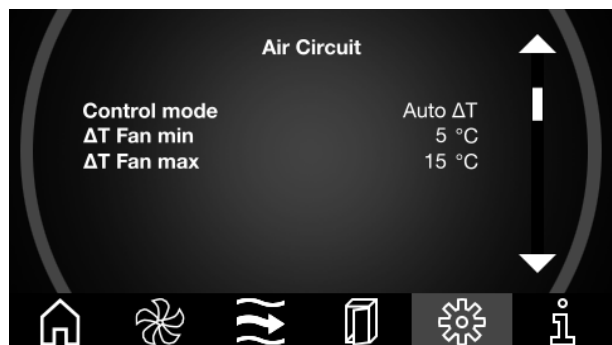 Air Circuit
Control mode Auto ΔT
ΔT Fan min 5 °C
ΔT Fan max 15 °C